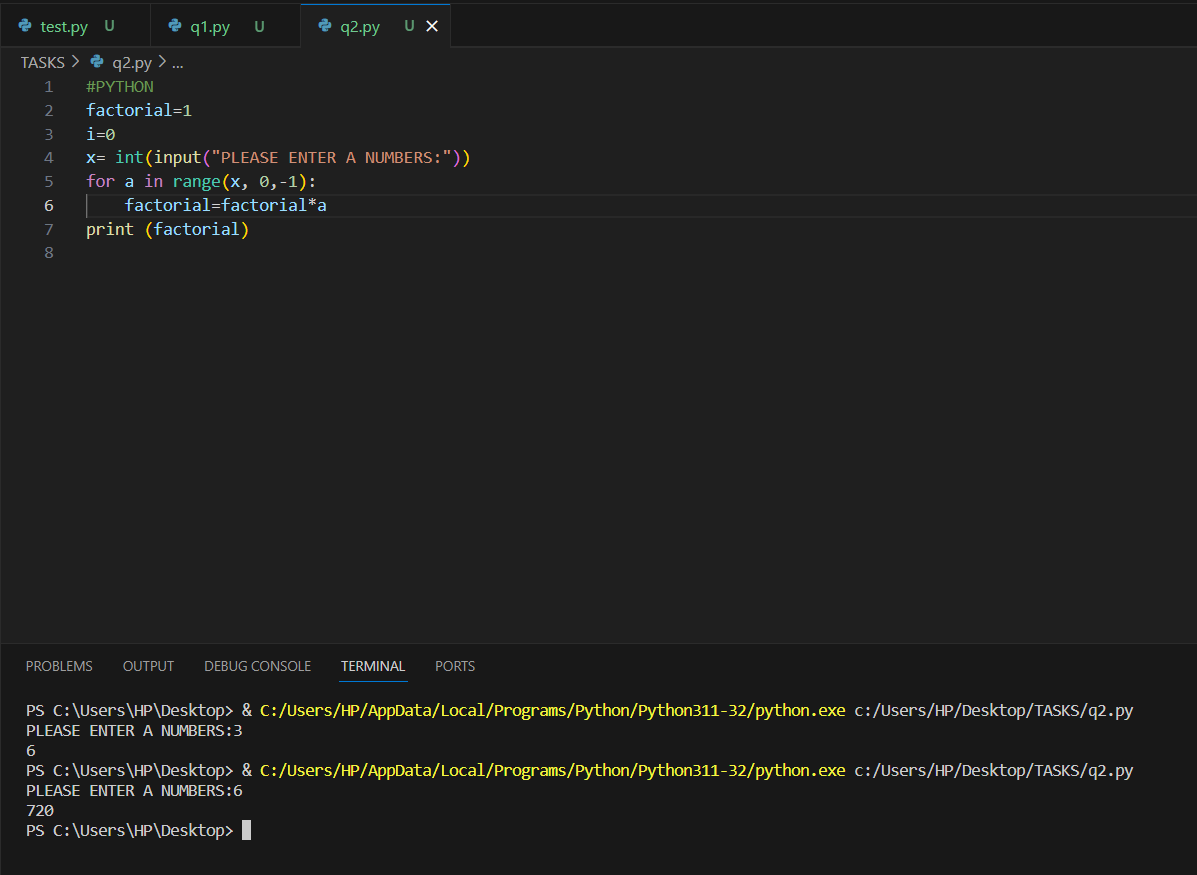 test.py U q1.py U q2.py U
TASKS > q2.py > ...
1 #PYTHON
2 factorial=1
3 i=0
4 x= int(input("PLEASE ENTER A NUMBERS:"))
5 for a in range(x, 0,-1):
6     factorial=factorial*a
7 print (factorial)
8
PROBLEMS OUTPUT DEBUG CONSOLE TERMINAL PORTS
PS C:\Users\HP\Desktop> & C:/Users/HP/AppData/Local/Programs/Python/Python311-32/python.exe c:/Users/HP/Desktop/TASKS/q2.py
PLEASE ENTER A NUMBERS:3
6
PS C:\Users\HP\Desktop> & C:/Users/HP/AppData/Local/Programs/Python/Python311-32/python.exe c:/Users/HP/Desktop/TASKS/q2.py
PLEASE ENTER A NUMBERS:6
720
PS C:\Users\HP\Desktop>